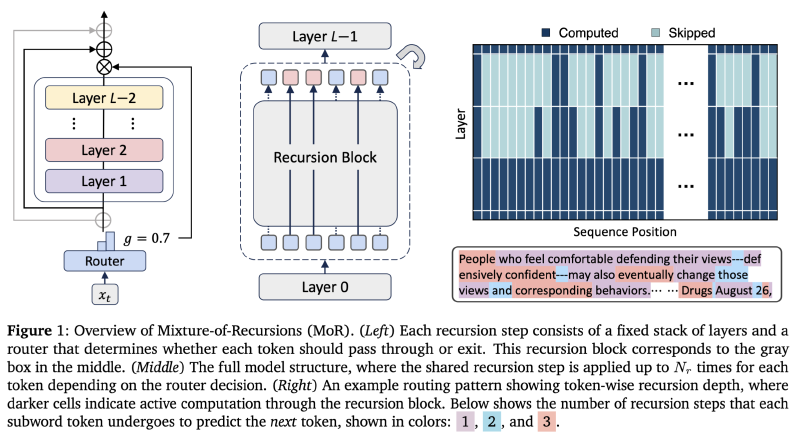 Layer L−2
Layer 2
Layer 1
g = 0.7
Router
xt
Layer L−1
Recursion Block
Layer 0
Computed Skipped
Layer
...
...
...
Sequence Position
People who feel comfortable defending their views---def
ensively confident---may also eventually change those
views and corresponding behaviors.… … Drugs August 26,
Figure 1: Overview of Mixture-of-Recursions (MoR). (Left) Each recursion step consists of a fixed stack of layers and a
router that determines whether each token should pass through or exit. This recursion block corresponds to the gray
box in the middle. (Middle) The full model structure, where the shared recursion step is applied up to Nr times for each
token depending on the router decision. (Right) An example routing pattern showing token-wise recursion depth, where
darker cells indicate active computation through the recursion block. Below shows the number of recursion steps that each
subword token undergoes to predict the next token, shown in colors: 1, 2, and 3.